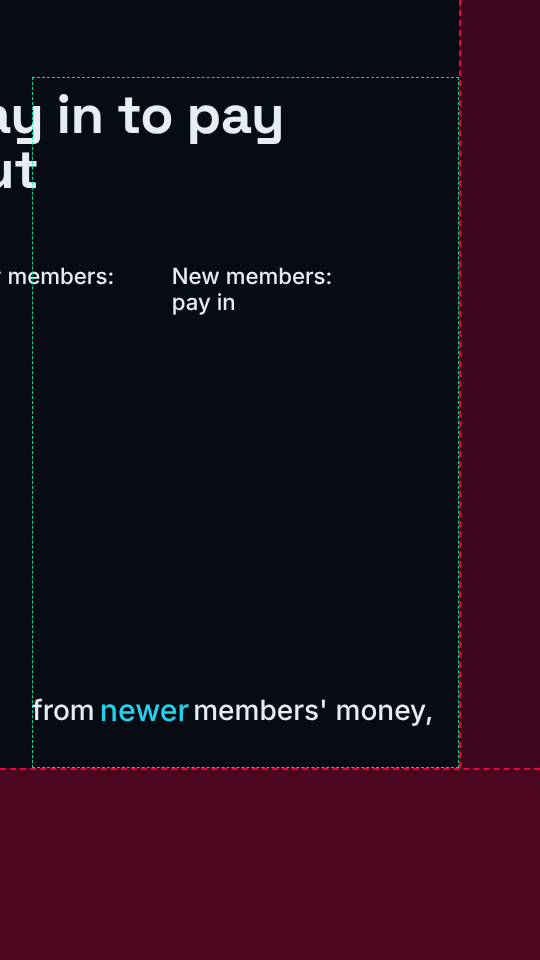 ay in to pay
ut
members:
New members:
pay in
from newer members' money,